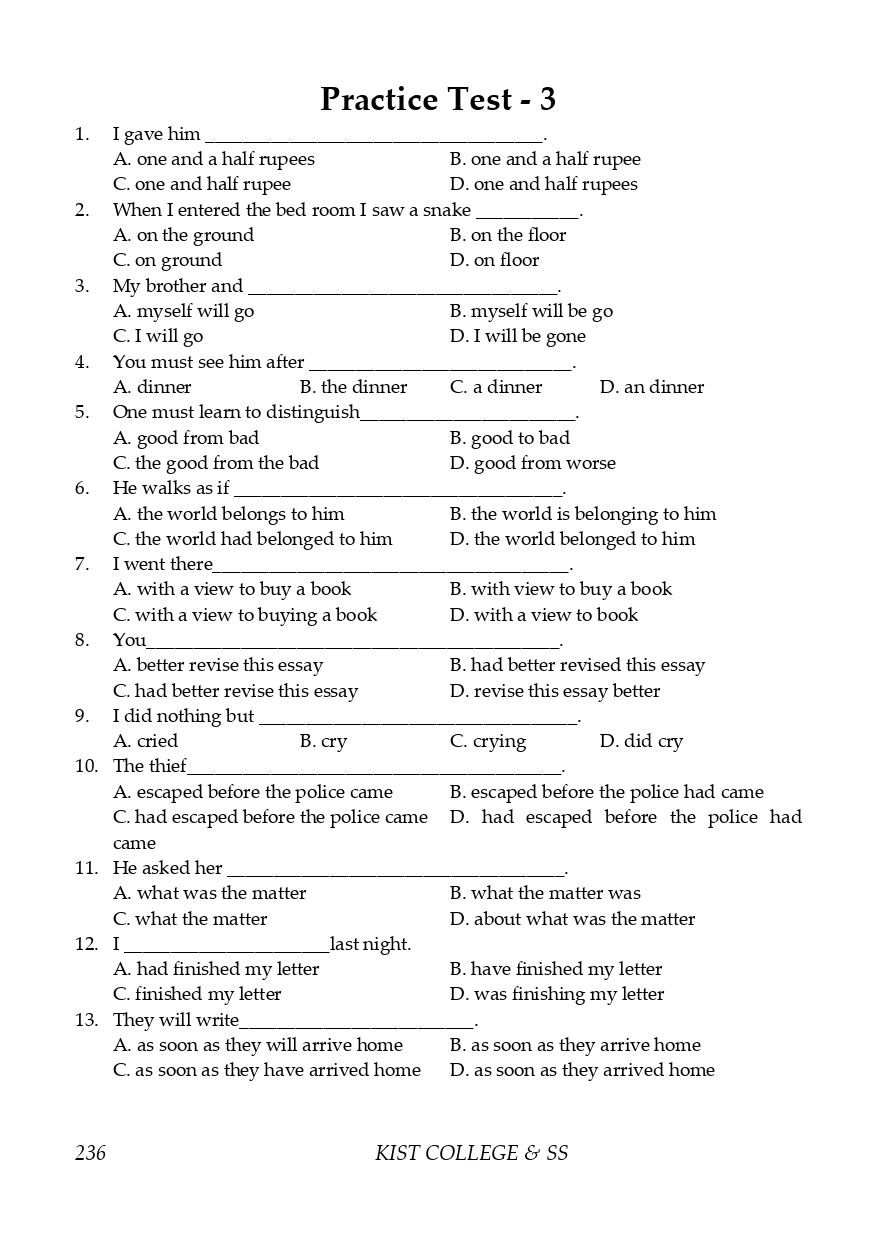 Practice Test - 3
1. I gave him ____________________________________.
A. one and a half rupees B. one and a half rupee
C. one and half rupee D. one and half rupees
2. When I entered the bed room I saw a snake ___________.
A. on the ground B. on the floor
C. on ground D. on floor
3. My brother and _________________________________.
A. myself will go B. myself will be go
C. I will go D. I will be gone
4. You must see him after ____________________________.
A. dinner B. the dinner C. a dinner D. an dinner
5. One must learn to distinguish_______________________.
A. good from bad B. good to bad
C. the good from the bad D. good from worse
6. He walks as if ___________________________________.
A. the world belongs to him B. the world is belonging to him
C. the world had belonged to him D. the world belonged to him
7. I went there______________________________________.
A. with a view to buy a book B. with view to buy a book
C. with a view to buying a book D. with a view to book
8. You____________________________________________.
A. better revise this essay B. had better revised this essay
C. had better revise this essay D. revise this essay better
9. I did nothing but __________________________________.
A. cried B. cry C. crying D. did cry
10. The thief________________________________________.
A. escaped before the police came B. escaped before the police had came
C. had escaped before the police came D. had escaped before the police had
came
11. He asked her ____________________________________.
A. what was the matter B. what the matter was
C. what the matter D. about what was the matter
12. I ______________________last night.
A. had finished my letter B. have finished my letter
C. finished my letter D. was finishing my letter
13. They will write_________________________.
A. as soon as they will arrive home B. as soon as they arrive home
C. as soon as they have arrived home D. as soon as they arrived home
236 KIST COLLEGE & SS